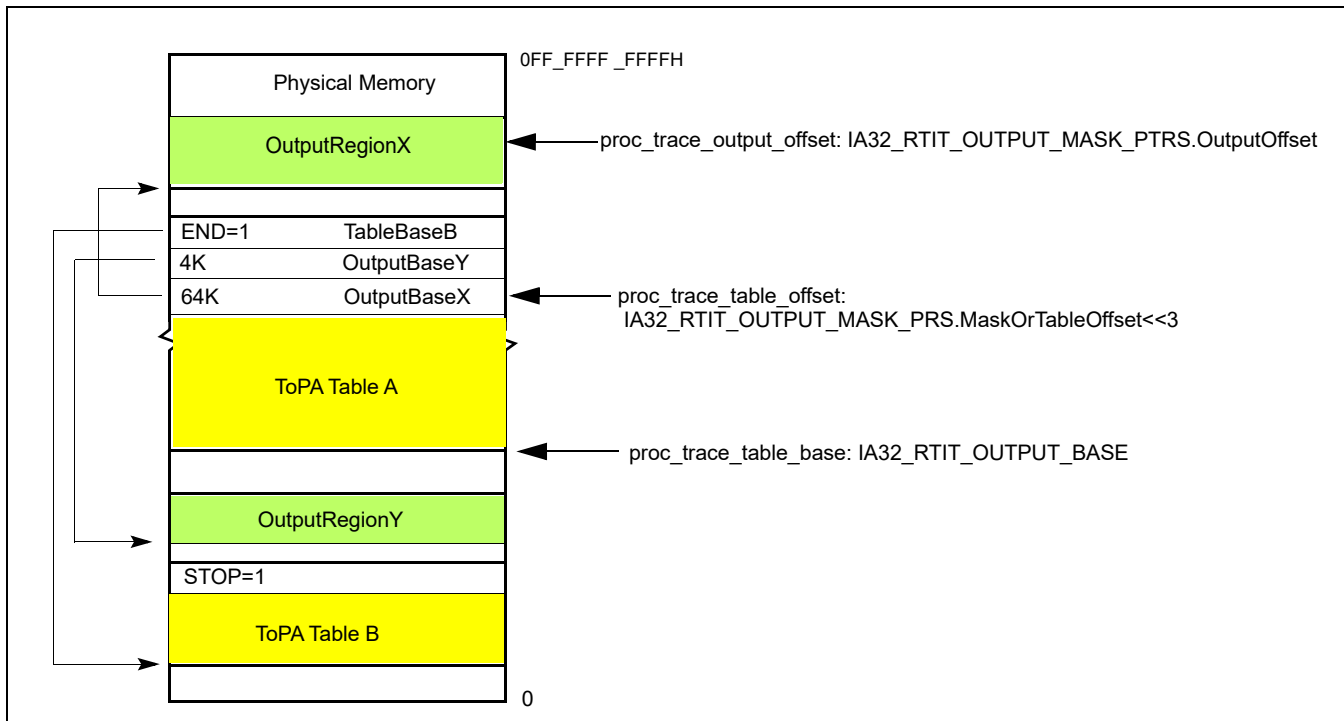 0FF_FFFF _FFFFH
Physical Memory
OutputRegionX
proc_trace_output_offset: IA32_RTIT_OUTPUT_MASK_PTRS.OutputOffset
END=1 TableBaseB
4K OutputBaseY
64K OutputBaseX
proc_trace_table_offset:
IA32_RTIT_OUTPUT_MASK_PRS.MaskOrTableOffset<<3
ToPA Table A
proc_trace_table_base: IA32_RTIT_OUTPUT_BASE
OutputRegionY
STOP=1
ToPA Table B
0